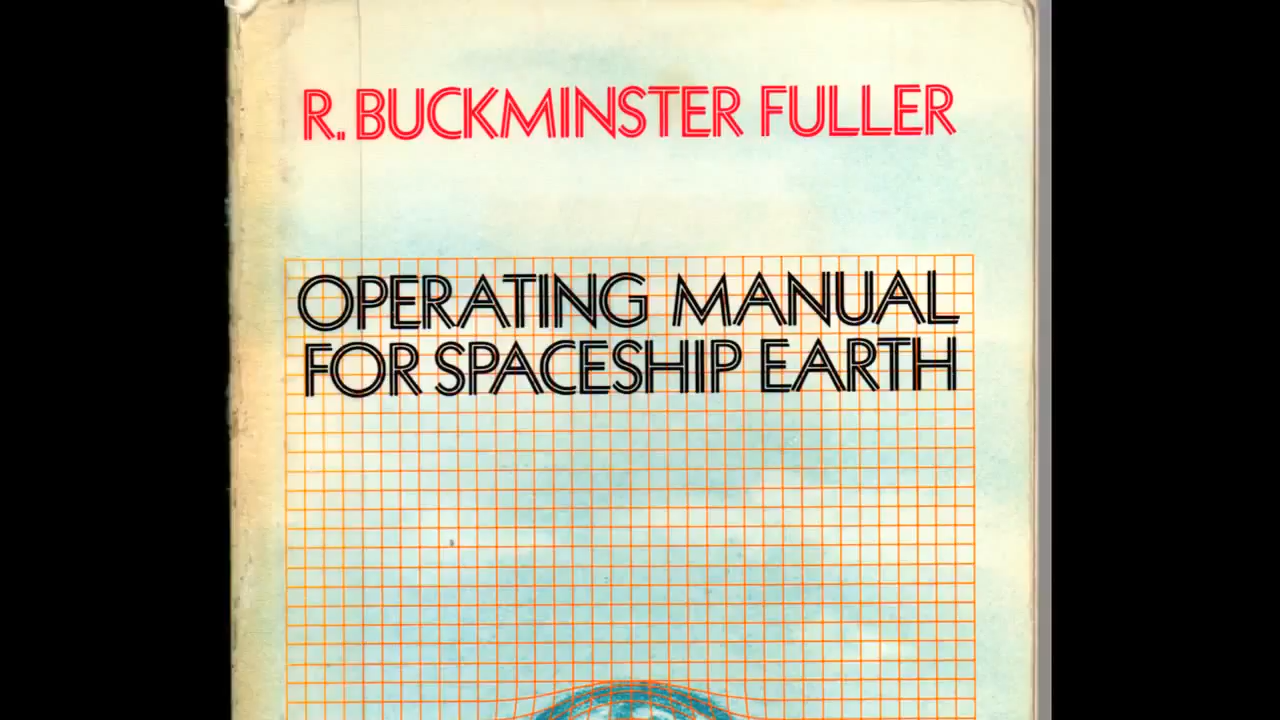 R. BUCKMINSTER FULLER
OPERATING MANUAL
FOR SPACESHIP EARTH